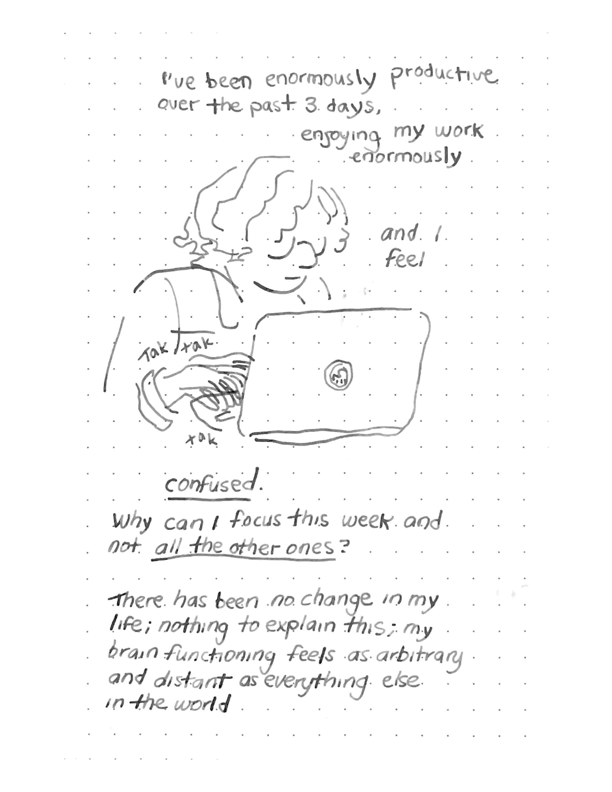 I've been enormously productive
over the past 3 days,
enjoying my work
enormously
and I
feel
Tak tak
tak
confused.
Why can I focus this week and
not all the other ones?
There has been no change in my
life; nothing to explain this; my
brain functioning feels as arbitrary
and distant as everything else
in the world